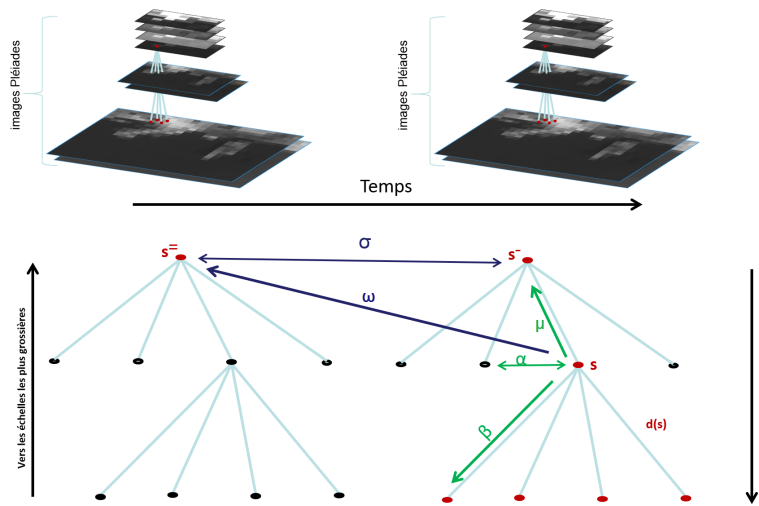 images Pléiades
images Pléiades
Temps
s=
σ
s-
ω
μ
α
s
β
d(s)
Vers les échelles les plus grossières